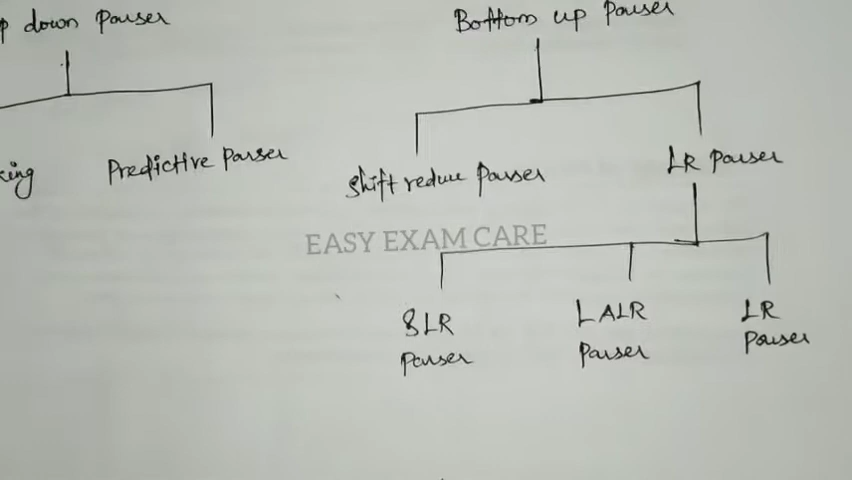 p down parser
Bottom up parser
king
Predictive parser
shift reduce parser
LR parser
EASY EXAM CARE
SLR
parser
LALR
parser
LR
parser